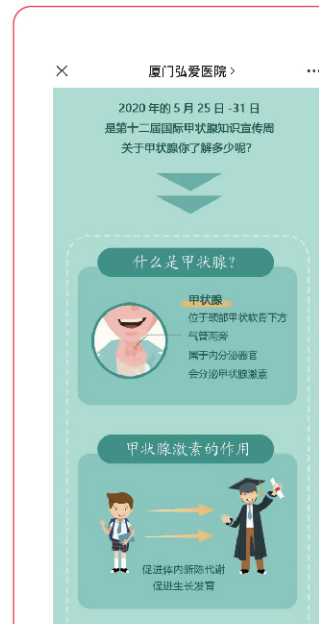 厦门弘爱医院
2020 年的 5 月 25 日 -31 日
是第十二届国际甲状腺知识宣传周
关于甲状腺你了解多少呢?
什么是甲状腺?
甲状腺
位于颈部甲状软骨下方
气管两旁
属于内分泌器官
会分泌甲状腺激素
甲状腺激素的作用
促进体内新陈代谢
促进生长发育